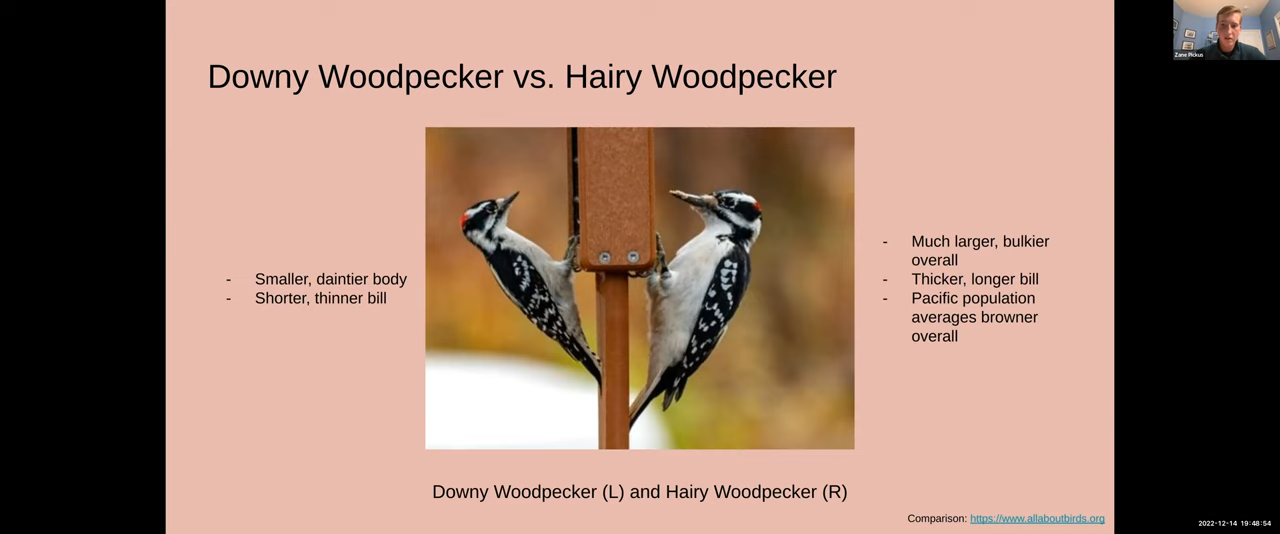 Downy Woodpecker vs. Hairy Woodpecker
- Smaller, daintier body
- Shorter, thinner bill
- Much larger, bulkier
overall
- Thicker, longer bill
- Pacific population
averages browner
overall
Downy Woodpecker (L) and Hairy Woodpecker (R)
Comparison: https://www.allaboutbirds.org
Zane Pickus
2022-12-14 19:48:54